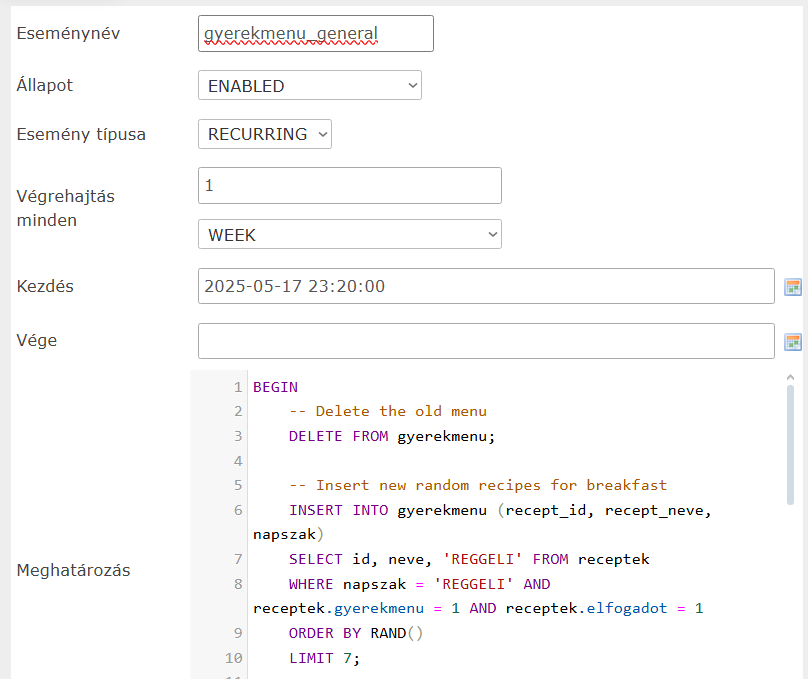 Eseménynév
gyerekmenu_general
Állapot
ENABLED
Esemény típusa
RECURRING
Végrehajtás
minden
1
WEEK
Kezdés
2025-05-17 23:20:00
Vége
Meghatározás
1 BEGIN
2 -- Delete the old menu
3 DELETE FROM gyerekmenu;
4
5 -- Insert new random recipes for breakfast
6 INSERT INTO gyerekmenu (recept_id, recept_neve,
napszak)
7 SELECT id, neve, 'REGGELI' FROM receptek
8 WHERE napszak = 'REGGELI' AND
receptek.gyerekmenu = 1 AND receptek.elfogadot = 1
9 ORDER BY RAND()
10 LIMIT 7;